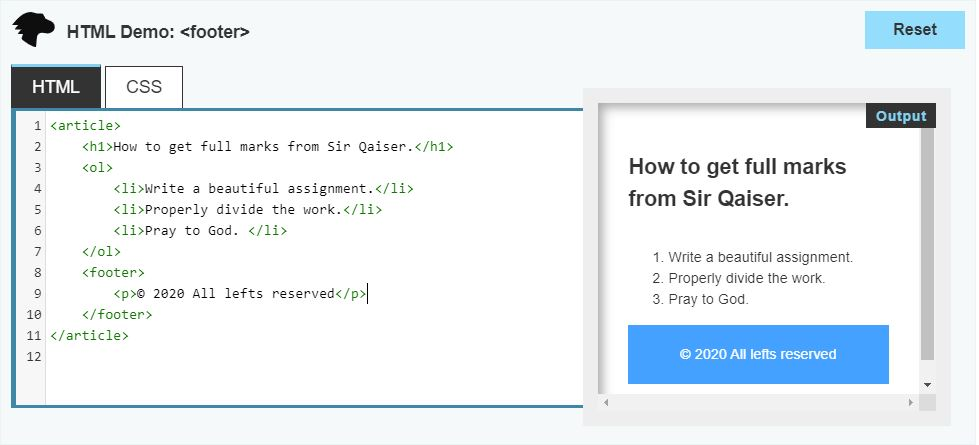 HTML Demo: <footer>
Reset
HTML
CSS
1 <article>
2     <h1>How to get full marks from Sir Qaiser.</h1>
3     <ol>
4         <li>Write a beautiful assignment.</li>
5         <li>Properly divide the work.</li>
6         <li>Pray to God. </li>
7     </ol>
8     <footer>
9         <p>© 2020 All lefts reserved</p>
10     </footer>
11 </article>
12
Output
How to get full marks
from Sir Qaiser.
1. Write a beautiful assignment.
2. Properly divide the work.
3. Pray to God.
© 2020 All lefts reserved